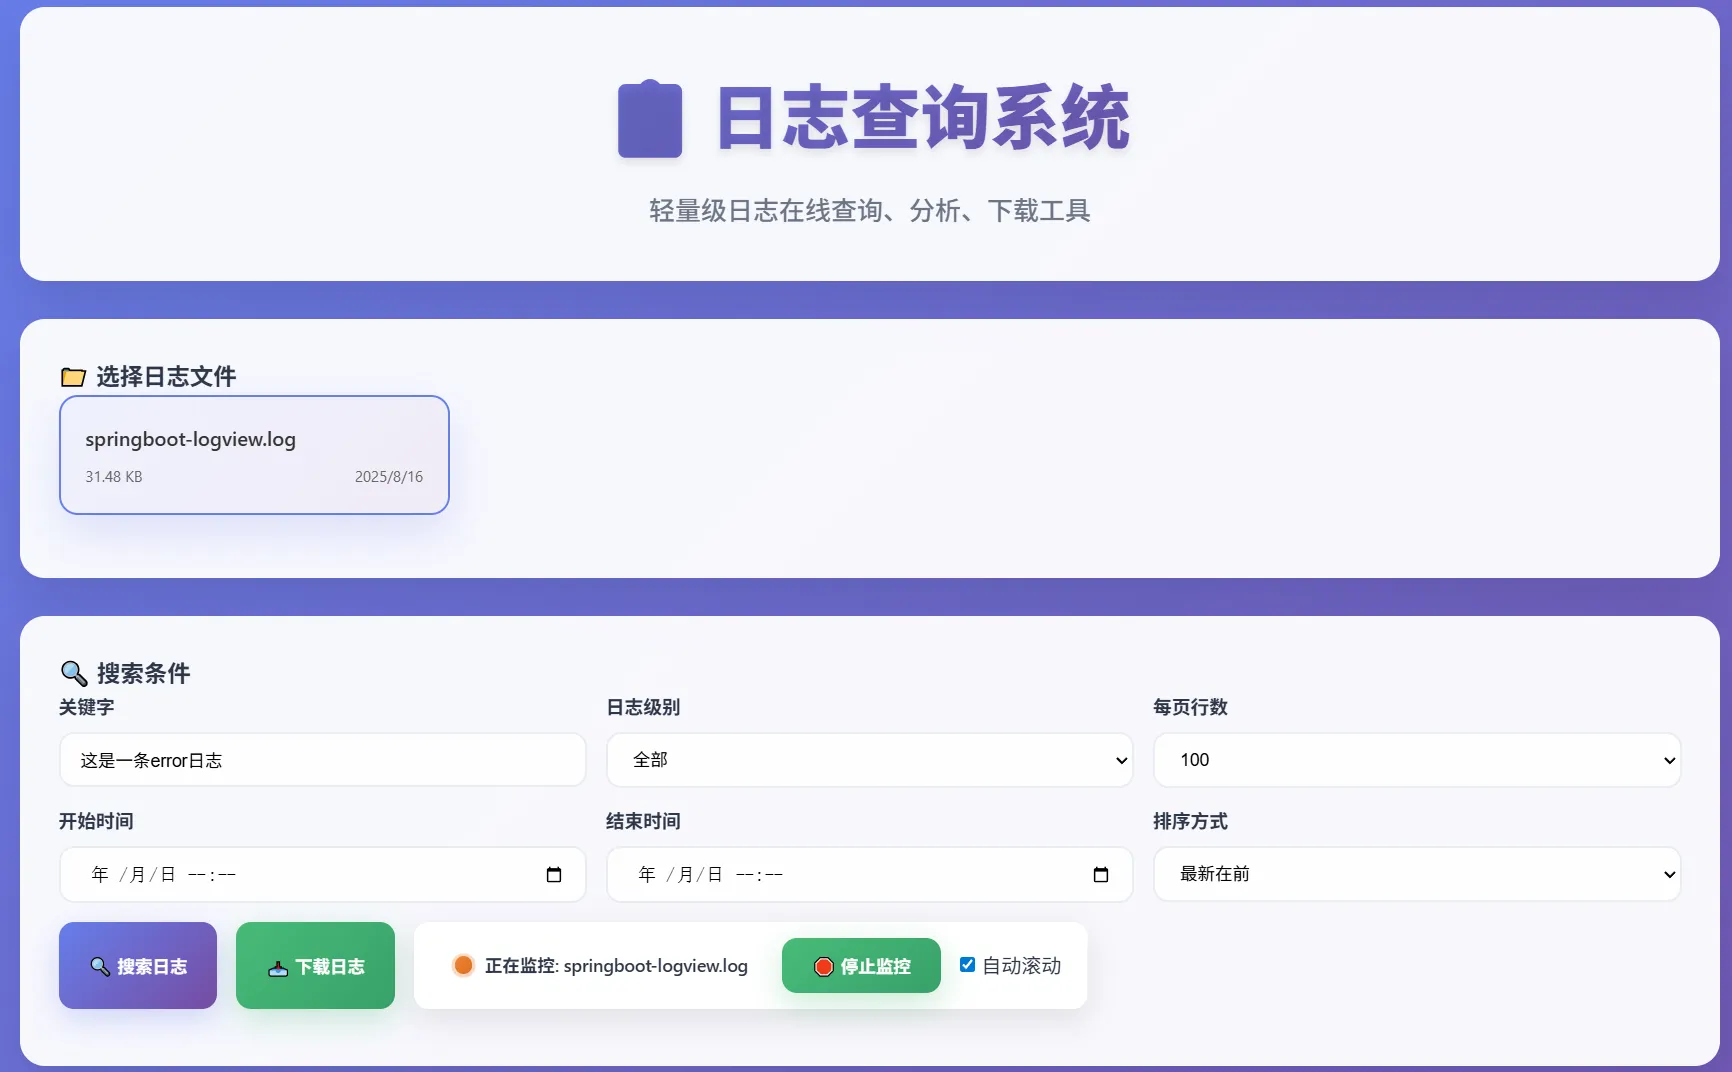 日志查询系统
轻量级日志在线查询、分析、下载工具
选择日志文件
springboot-logview.log
31.48 KB 2025/8/16
搜索条件
关键字 日志级别 每页行数
这是一条error日志 全部 100
开始时间 结束时间 排序方式
年 /月/日 --:-- 年 /月/日 --:-- 最新在前
搜索日志 下载日志 正在监控: springboot-logview.log 停止监控 自动滚动